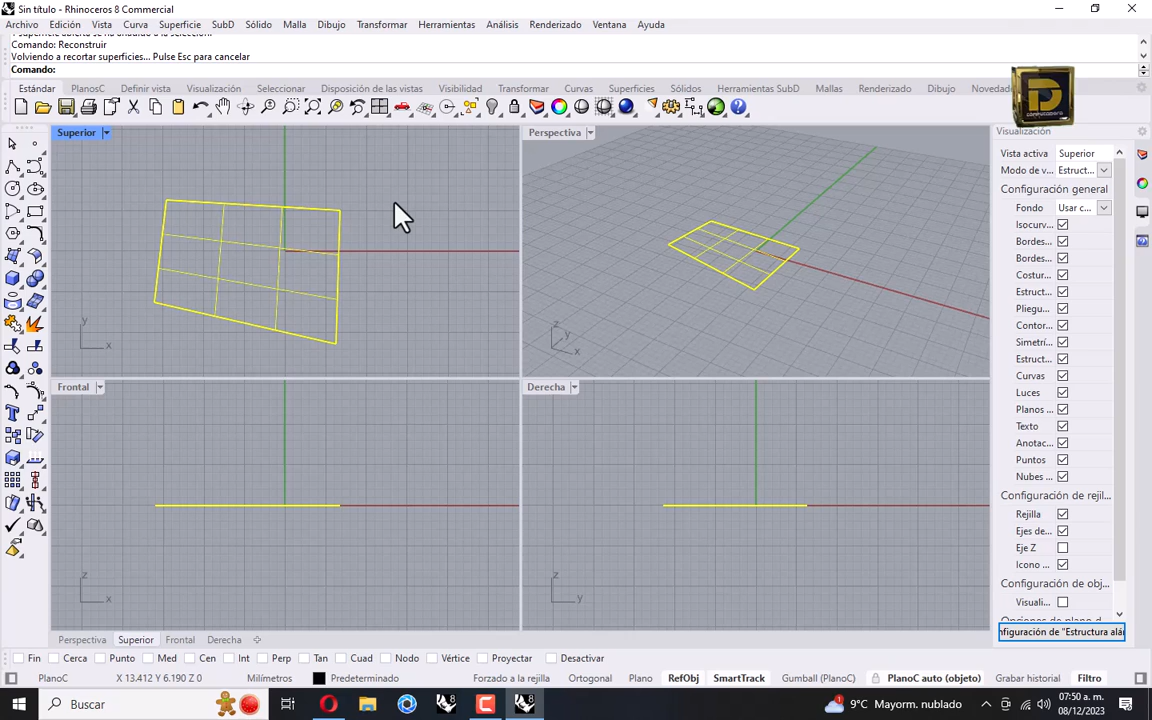 Sin título - Rhinoceros 8 Commercial
Archivo Edición Vista Curva Superficie SubD Sólido Malla Dibujo Transformar Herramientas Análisis Renderizado Ventana Ayuda
Comando: Reconstruir
Volviendo a recortar superficies... Pulse Esc para cancelar
Comando:
Estándar PlanosC Definir vista Visualización Seleccionar Disposición de las vistas Visibilidad Transformar Curvas Superficies Sólidos Herramientas SubD Mallas Renderizado Dibujo Noveda
Superior
Perspectiva
Visualización
Vista activa Superior
Modo de v... Estruct...
Configuración general
Fondo Usar c...
Isocurv...
Bordes...
Bordes...
Costur...
Estruct...
Pliegu...
Contor...
Simetrí...
Estruct...
Curvas
Luces
Planos ...
Texto
Anotac...
Puntos
Nubes ...
Configuración de rejil
Rejilla
Ejes de...
Eje Z
Icono ...
Configuración de obj
Visuali...
nfiguración de "Estructura alár
y x
z y x
Frontal
Derecha
z x
z y
Perspectiva Superior Frontal Derecha
Fin Cerca Punto Med Cen Int Perp Tan Cuad Nodo Vértice Proyectar Desactivar
PlanoC X 13.412 Y 6.190 Z 0 Milímetros Predeterminado Forzado a la rejilla Ortogonal Plano RefObj SmartTrack Gumball (PlanoC) PlanoC auto (objeto) Grabar historial Filtro
Buscar
9°C Mayorm. nublado
07:50 a. m.
08/12/2023